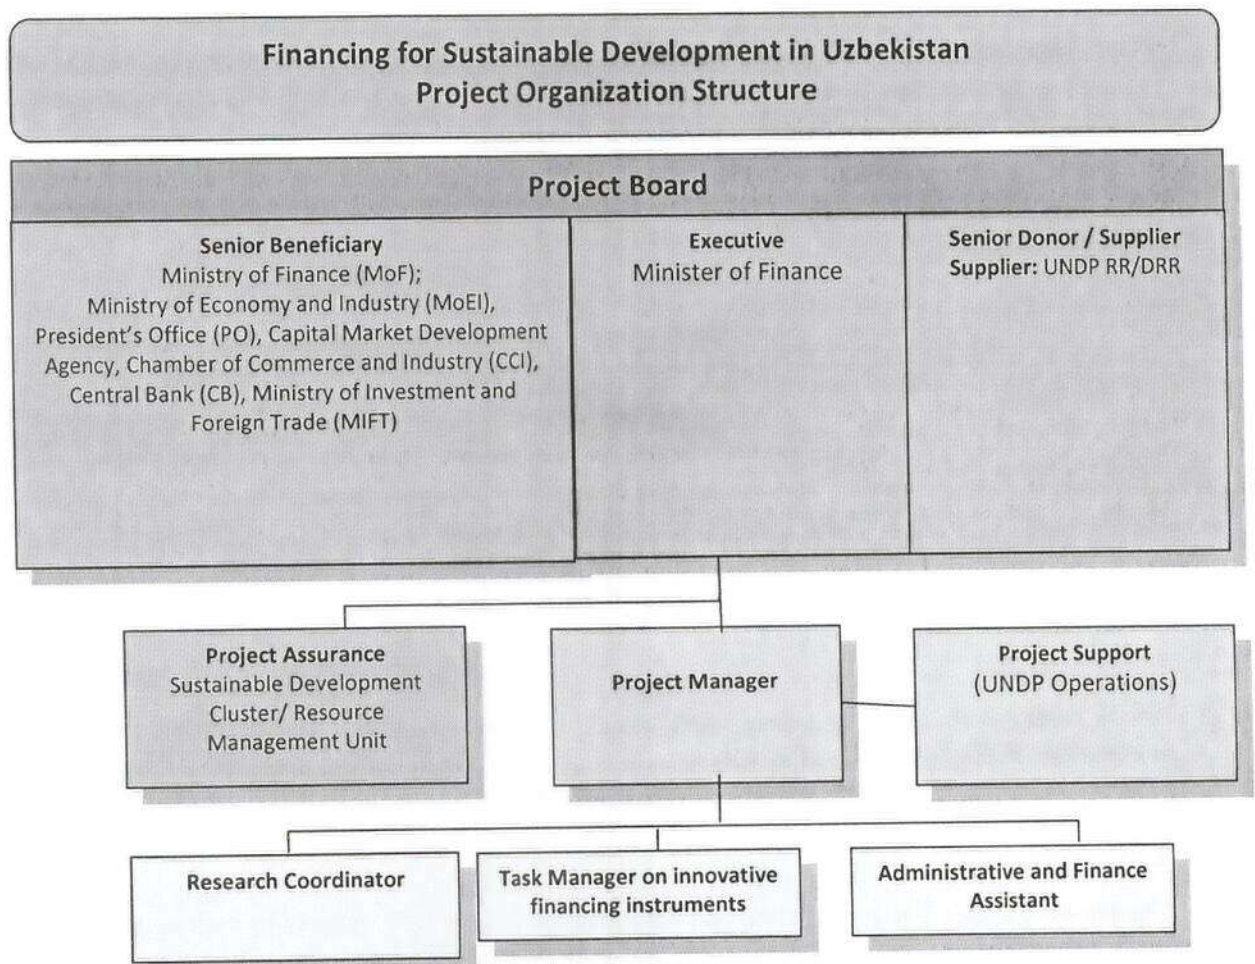 Financing for Sustainable Development in Uzbekistan
Project Organization Structure
Project Board
Senior Beneficiary
Ministry of Finance (MoF);
Ministry of Economy and Industry (MoEI),
President's Office (PO), Capital Market Development
Agency, Chamber of Commerce and Industry (CCI),
Central Bank (CB), Ministry of Investment and
Foreign Trade (MIFT)
Executive
Minister of Finance
Senior Donor / Supplier
Supplier: UNDP RR/DRR
Project Assurance
Sustainable Development
Cluster/ Resource
Management Unit
Project Manager
Project Support
(UNDP Operations)
Research Coordinator
Task Manager on innovative
financing instruments
Administrative and Finance
Assistant